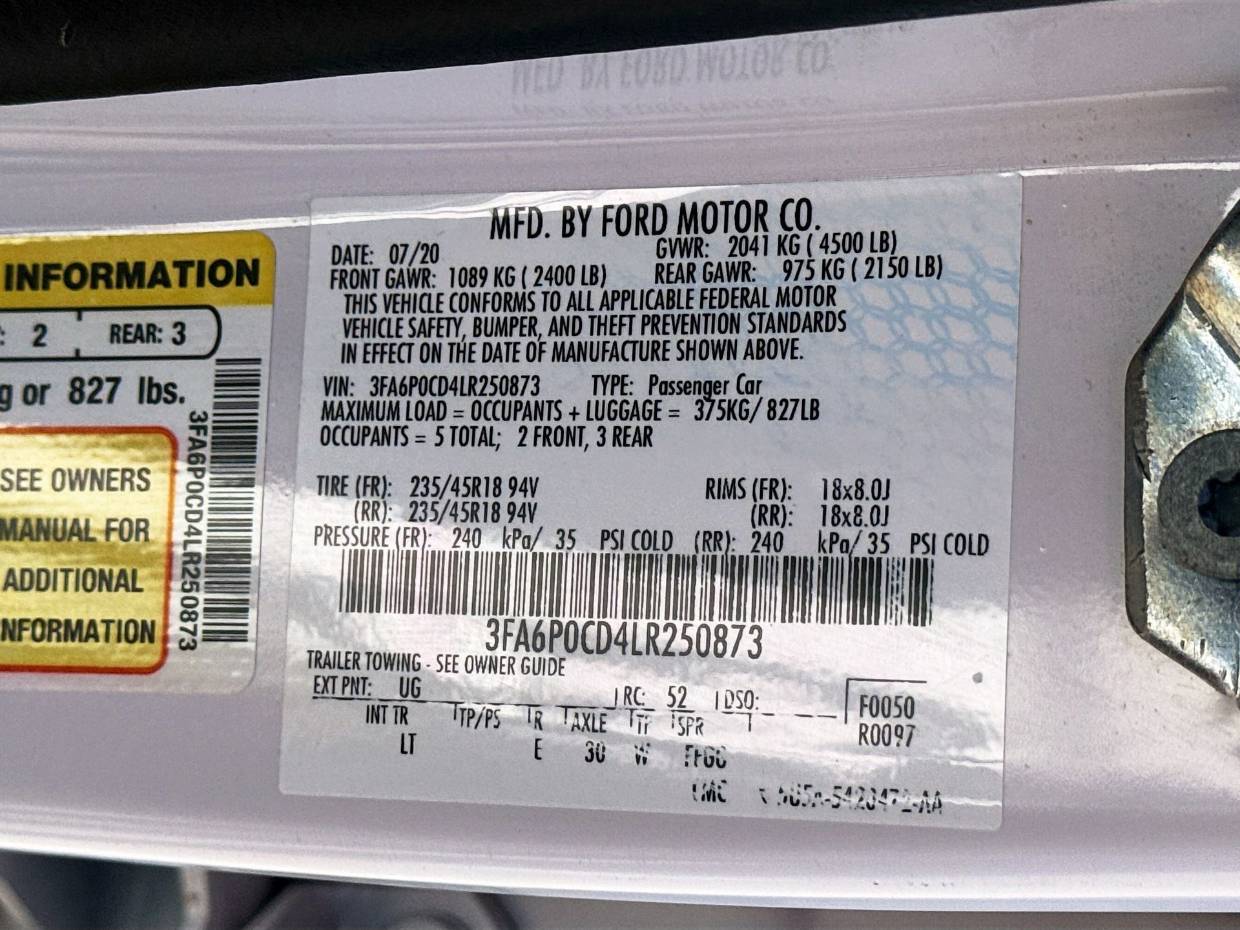 MFD. BY FORD MOTOR CO.
DATE: 07/20 GVWR: 2041 KG ( 4500 LB)
FRONT GAWR: 1089 KG ( 2400 LB) REAR GAWR: 975 KG ( 2150 LB)
THIS VEHICLE CONFORMS TO ALL APPLICABLE FEDERAL MOTOR
VEHICLE SAFETY, BUMPER, AND THEFT PREVENTION STANDARDS
IN EFFECT ON THE DATE OF MANUFACTURE SHOWN ABOVE.
VIN: 3FA6P0CD4LR250873 TYPE: Passenger Car
MAXIMUM LOAD = OCCUPANTS + LUGGAGE = 375KG/ 827LB
OCCUPANTS = 5 TOTAL; 2 FRONT, 3 REAR
TIRE (FR): 235/45R18 94V RIMS (FR): 18x8.0J
(RR): 235/45R18 94V (RR): 18x8.0J
PRESSURE (FR): 240 kPa/ 35 PSI COLD (RR): 240 kPa/ 35 PSI COLD
3FA6P0CD4LR250873
TRAILER TOWING - SEE OWNER GUIDE
EXT PNT: UG RC: 52 DSO:
F0050
INT TR TP/PS R AXLE TR SPR
R0097
LT E 30 W
INFORMATION
2 REAR: 3
g or 827 lbs.
SEE OWNERS
MANUAL FOR
ADDITIONAL
NFORMATION
3FA6P0CD4LR250873